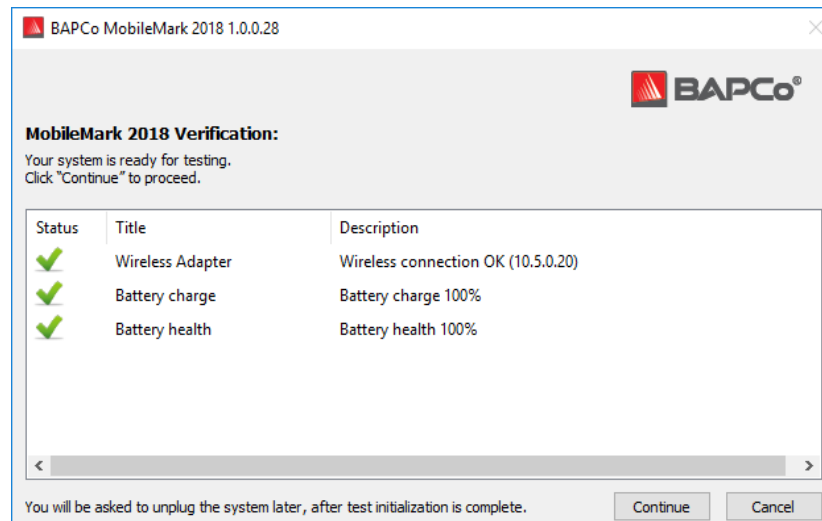 BAPCo MobileMark 2018 1.0.0.28
BAPCo®
MobileMark 2018 Verification:
Your system is ready for testing.
Click "Continue" to proceed.
Status Title Description
Wireless Adapter Wireless connection OK (10.5.0.20)
Battery charge Battery charge 100%
Battery health Battery health 100%
You will be asked to unplug the system later, after test initialization is complete. Continue Cancel